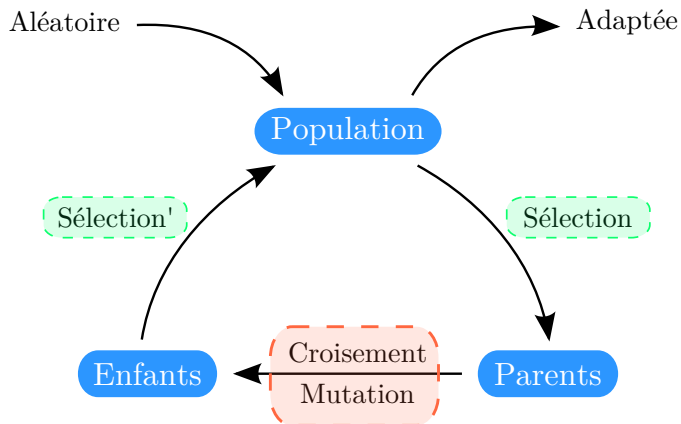 Aléatoire
Adaptée
Population
Sélection'
Sélection
Croisement
Enfants
Parents
Mutation